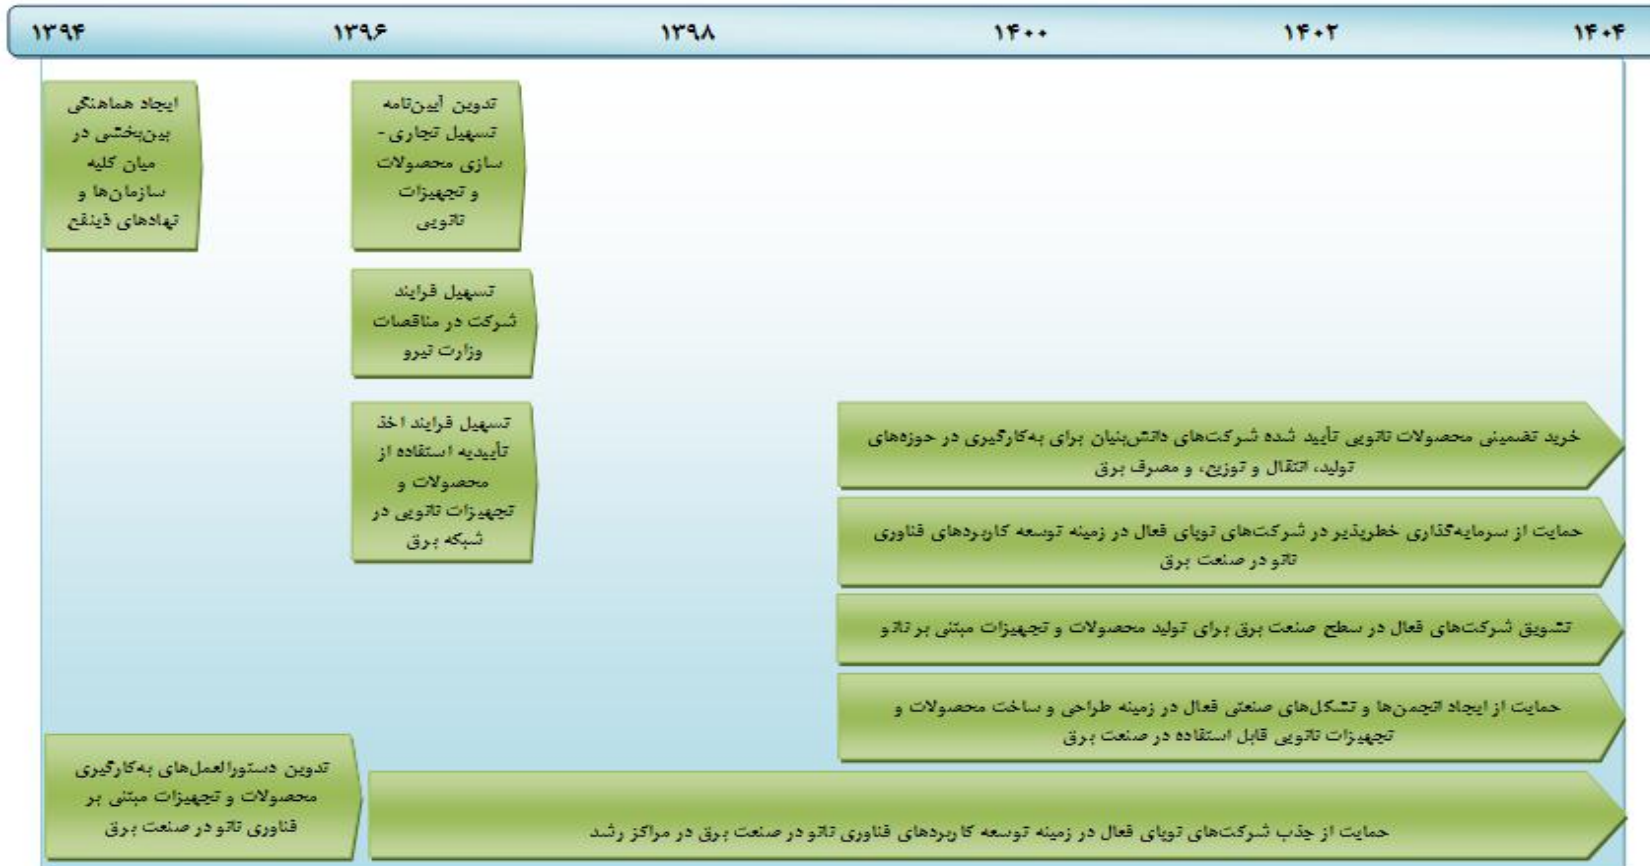 ۱۳۹۴ ۱۳۹۶ ۱۳۹۸ ۱۴۰۰ ۱۴۰۲ ۱۴۰۴
ایجاد هماهنگی
بین‌بخشی در
میان کلیه
سازمان‌ها و
نهادهای ذینفع
تدوین آیین‌نامه
تسهیل تجاری-
سازی محصولات
و تجهیزات
نانویی
تسهیل فرایند
شرکت در مناقصات
وزارت نیرو
تسهیل فرایند اخذ
تأییدیه استفاده از
محصولات و
تجهیزات نانویی در
شبکه برق
خرید تضمینی محصولات نانویی تأیید شده شرکت‌های دانش‌بنیان برای به‌کارگیری در حوزه‌های
تولید، انتقال و توزیع، و مصرف برق
حمایت از سرمایه‌گذاری خطرپذیر در شرکت‌های نوپای فعال در زمینه توسعه کاربردهای فناوری
نانو در صنعت برق
تشویق شرکت‌های فعال در سطح صنعت برق برای تولید محصولات و تجهیزات مبتنی بر نانو
حمایت از ایجاد انجمن‌ها و تشکل‌های صنعتی فعال در زمینه طراحی و ساخت محصولات و
تجهیزات نانویی قابل استفاده در صنعت برق
تدوین دستورالعمل‌های به‌کارگیری
محصولات و تجهیزات مبتنی بر
فناوری نانو در صنعت برق
حمایت از جذب شرکت‌های نوپای فعال در زمینه توسعه کاربردهای فناوری نانو در صنعت برق در مراکز رشد